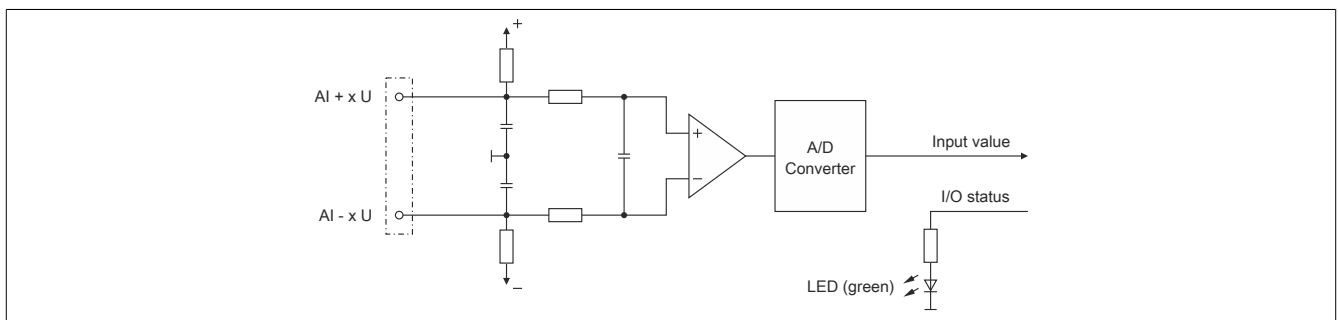 +
AI + x U
+
A/D
Converter
Input value
−
I/O status
AI - x U
LED (green)
−